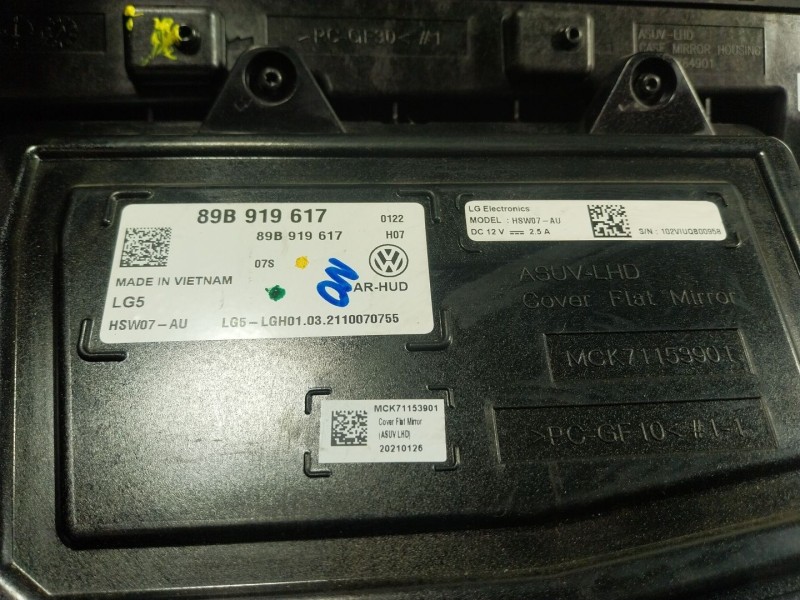 >PC-GF30< #1
ASUV-LHD
CASE MIRROR HOUSING
89B 919 617
0122
89B 919 617
H07
07S
MADE IN VIETNAM
AR-HUD
LG5
HSW07-AU
LG5-LGH01.03.2110070755
LG Electronics
MODEL : HSW07-AU
DC 12 V 2.5 A
S/N : 102VIUQB00958
ASUV-LHD
Cover Flat Mirror
MCK71153901
>PC-GF10< #1-1
MCK71153901
Cover Flat Mirror
(ASUV LHD)
20210126